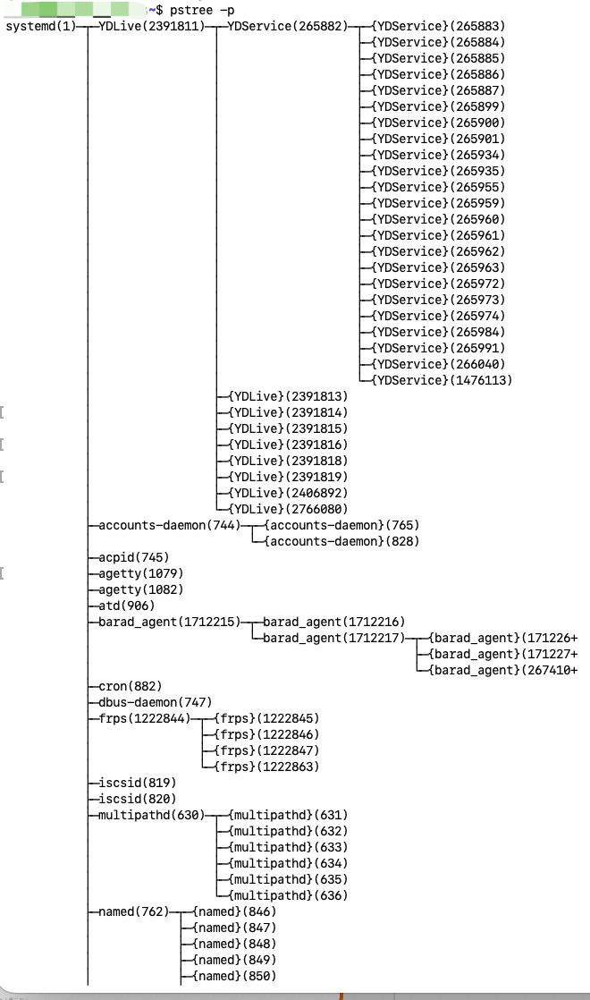 ~$ pstree -p
systemd(1)─┬─YDLive(2391811)─┬─YDService(265882)─┬─{YDService}(265883)
├─{YDService}(265884)
├─{YDService}(265885)
├─{YDService}(265886)
├─{YDService}(265887)
├─{YDService}(265899)
├─{YDService}(265900)
├─{YDService}(265901)
├─{YDService}(265934)
├─{YDService}(265935)
├─{YDService}(265955)
├─{YDService}(265959)
├─{YDService}(265960)
├─{YDService}(265961)
├─{YDService}(265962)
├─{YDService}(265963)
├─{YDService}(265972)
├─{YDService}(265973)
├─{YDService}(265974)
├─{YDService}(265984)
├─{YDService}(265991)
├─{YDService}(266040)
└─{YDService}(1476113)
├─{YDLive}(2391813)
├─{YDLive}(2391814)
├─{YDLive}(2391815)
├─{YDLive}(2391816)
├─{YDLive}(2391818)
├─{YDLive}(2391819)
├─{YDLive}(2406892)
└─{YDLive}(2766080)
├─accounts-daemon(744)─┬─{accounts-daemon}(765)
└─{accounts-daemon}(828)
├─acpid(745)
├─agetty(1079)
├─agetty(1082)
├─atd(906)
├─barad_agent(1712215)─┬─barad_agent(1712216)
└─barad_agent(1712217)─┬─{barad_agent}(171226+
├─{barad_agent}(171227+
└─{barad_agent}(267410+
├─cron(882)
├─dbus-daemon(747)
├─frps(1222844)─┬─{frps}(1222845)
├─{frps}(1222846)
├─{frps}(1222847)
└─{frps}(1222863)
├─iscsid(819)
├─iscsid(820)
├─multipathd(630)─┬─{multipathd}(631)
├─{multipathd}(632)
├─{multipathd}(633)
├─{multipathd}(634)
├─{multipathd}(635)
└─{multipathd}(636)
├─named(762)─┬─{named}(846)
├─{named}(847)
├─{named}(848)
├─{named}(849)
├─{named}(850)